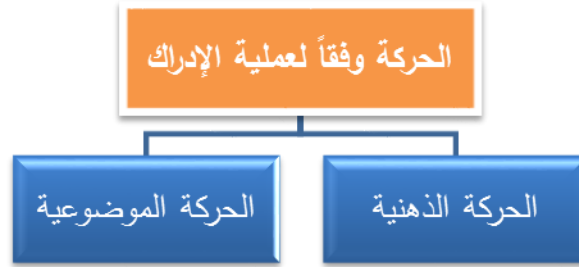 الحركة وفقاً لعملية الإدراك
الحركة الذهنية
الحركة الموضوعية